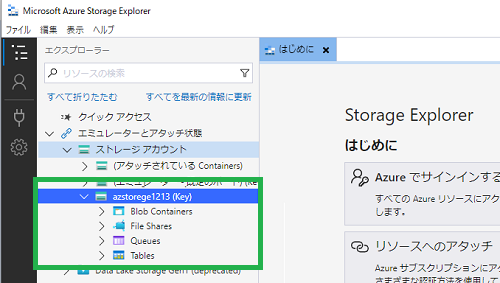 Microsoft Azure Storage Explorer
ファイル 編集 表示 ヘルプ
エクスプローラー
リソースの検索
すべて折りたたむ すべてを最新の情報に更新
クイック アクセス
エミュレーターとアタッチ状態
ストレージ アカウント
(アタッチされている Containers)
(エミュレーター - 既定のポート) (Key)
azstorege1213 (Key)
Blob Containers
File Shares
Queues
Tables
Data Lake Storage Gen1 (deprecated)
はじめに
Storage Explorer
はじめに
Azure でサインインする
すべての Azure リソースにア
します。
リソースへのアタッチ
Azure サブスクリプションにア
さまざまな認証方法を使用して